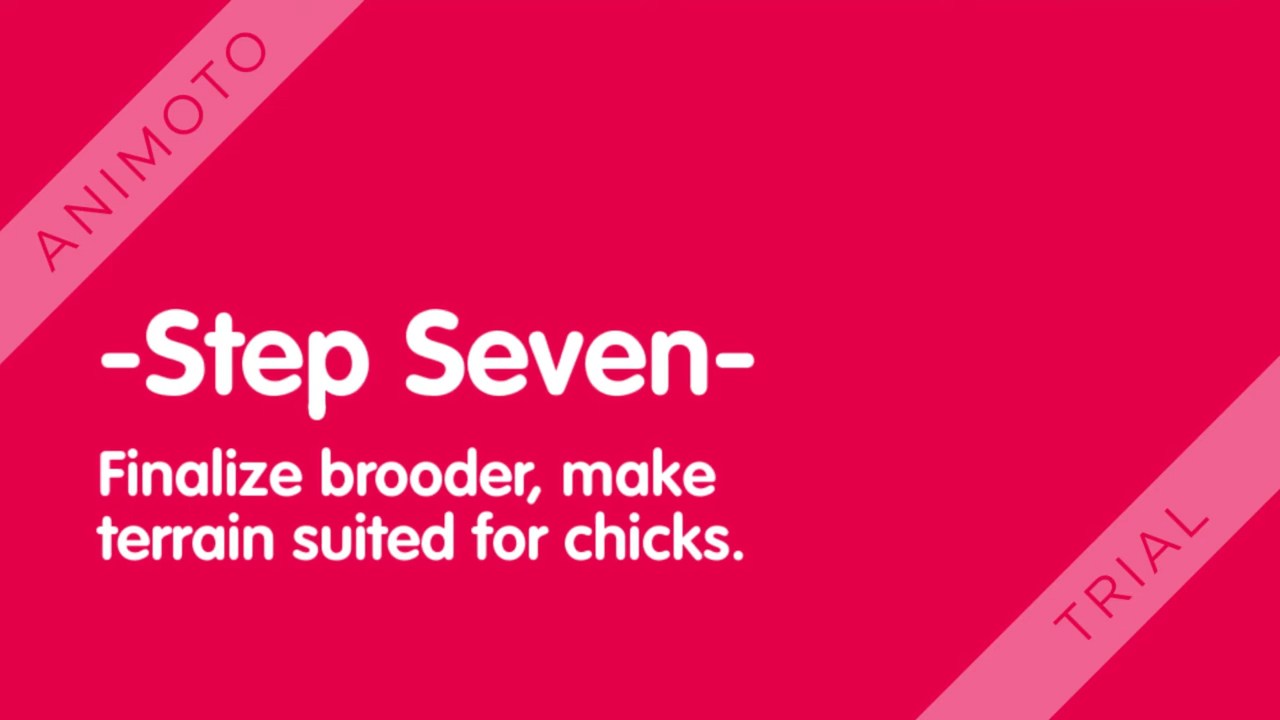 ANIMOTO
-Step Seven-
Finalize brooder, make
terrain suited for chicks.
TRIAL